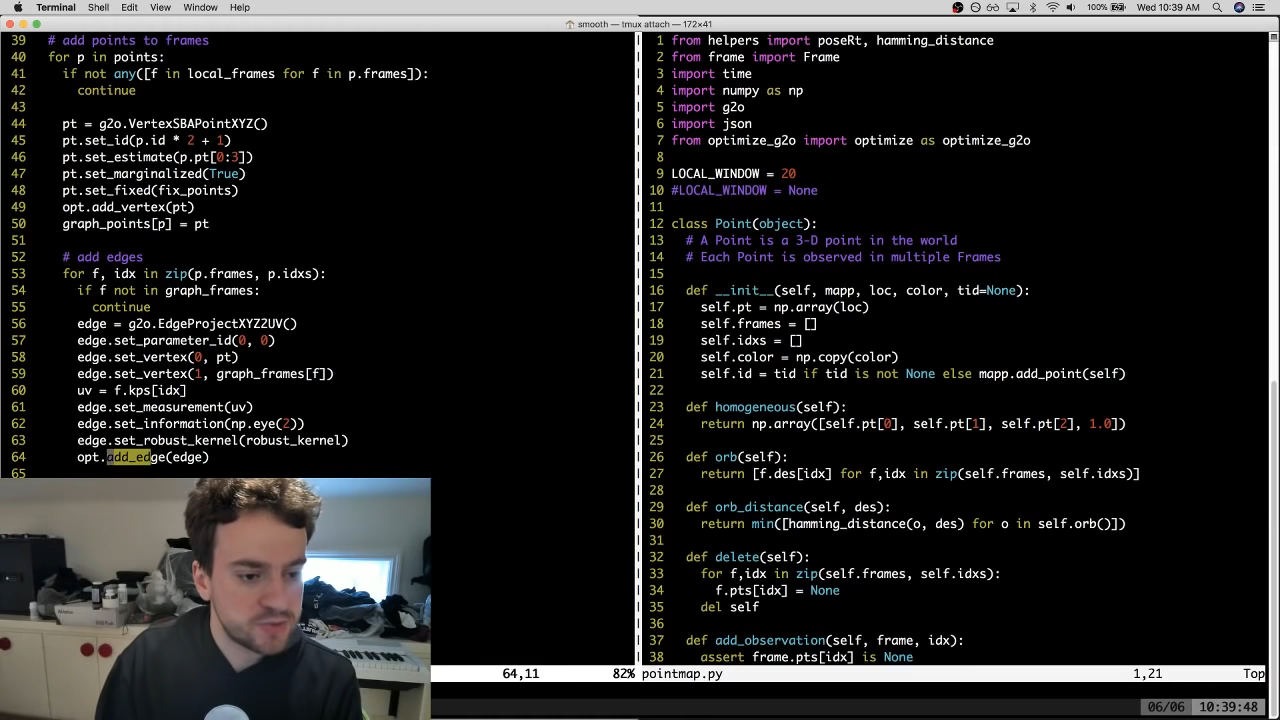 Terminal Shell Edit View Window Help 100% Wed 10:39 AM
smooth — tmux attach — 172×41
39 # add points to frames
40 for p in points:
41 if not any([f in local_frames for f in p.frames]):
42 continue
43
44 pt = g2o.VertexSBAPointXYZ()
45 pt.set_id(p.id * 2 + 1)
46 pt.set_estimate(p.pt[0:3])
47 pt.set_marginalized(True)
48 pt.set_fixed(fix_points)
49 opt.add_vertex(pt)
50 graph_points[p] = pt
51
52 # add edges
53 for f, idx in zip(p.frames, p.idxs):
54 if f not in graph_frames:
55 continue
56 edge = g2o.EdgeProjectXYZ2UV()
57 edge.set_parameter_id(0, 0)
58 edge.set_vertex(0, pt)
59 edge.set_vertex(1, graph_frames[f])
60 uv = f.kps[idx]
61 edge.set_measurement(uv)
62 edge.set_information(np.eye(2))
63 edge.set_robust_kernel(robust_kernel)
64 opt.add_edge(edge)
65
64,11 82%
1 from helpers import poseRt, hamming_distance
2 from frame import Frame
3 import time
4 import numpy as np
5 import g2o
6 import json
7 from optimize_g2o import optimize as optimize_g2o
8
9 LOCAL_WINDOW = 20
10 #LOCAL_WINDOW = None
11
12 class Point(object):
13 # A Point is a 3-D point in the world
14 # Each Point is observed in multiple Frames
15
16 def __init__(self, mapp, loc, color, tid=None):
17 self.pt = np.array(loc)
18 self.frames = []
19 self.idxs = []
20 self.color = np.copy(color)
21 self.id = tid if tid is not None else mapp.add_point(self)
22
23 def homogeneous(self):
24 return np.array([self.pt[0], self.pt[1], self.pt[2], 1.0])
25
26 def orb(self):
27 return [f.des[idx] for f,idx in zip(self.frames, self.idxs)]
28
29 def orb_distance(self, des):
30 return min([hamming_distance(o, des) for o in self.orb()])
31
32 def delete(self):
33 for f,idx in zip(self.frames, self.idxs):
34 f.pts[idx] = None
35 del self
36
37 def add_observation(self, frame, idx):
38 assert frame.pts[idx] is None
pointmap.py 1,21 Top
06/06 10:39:48